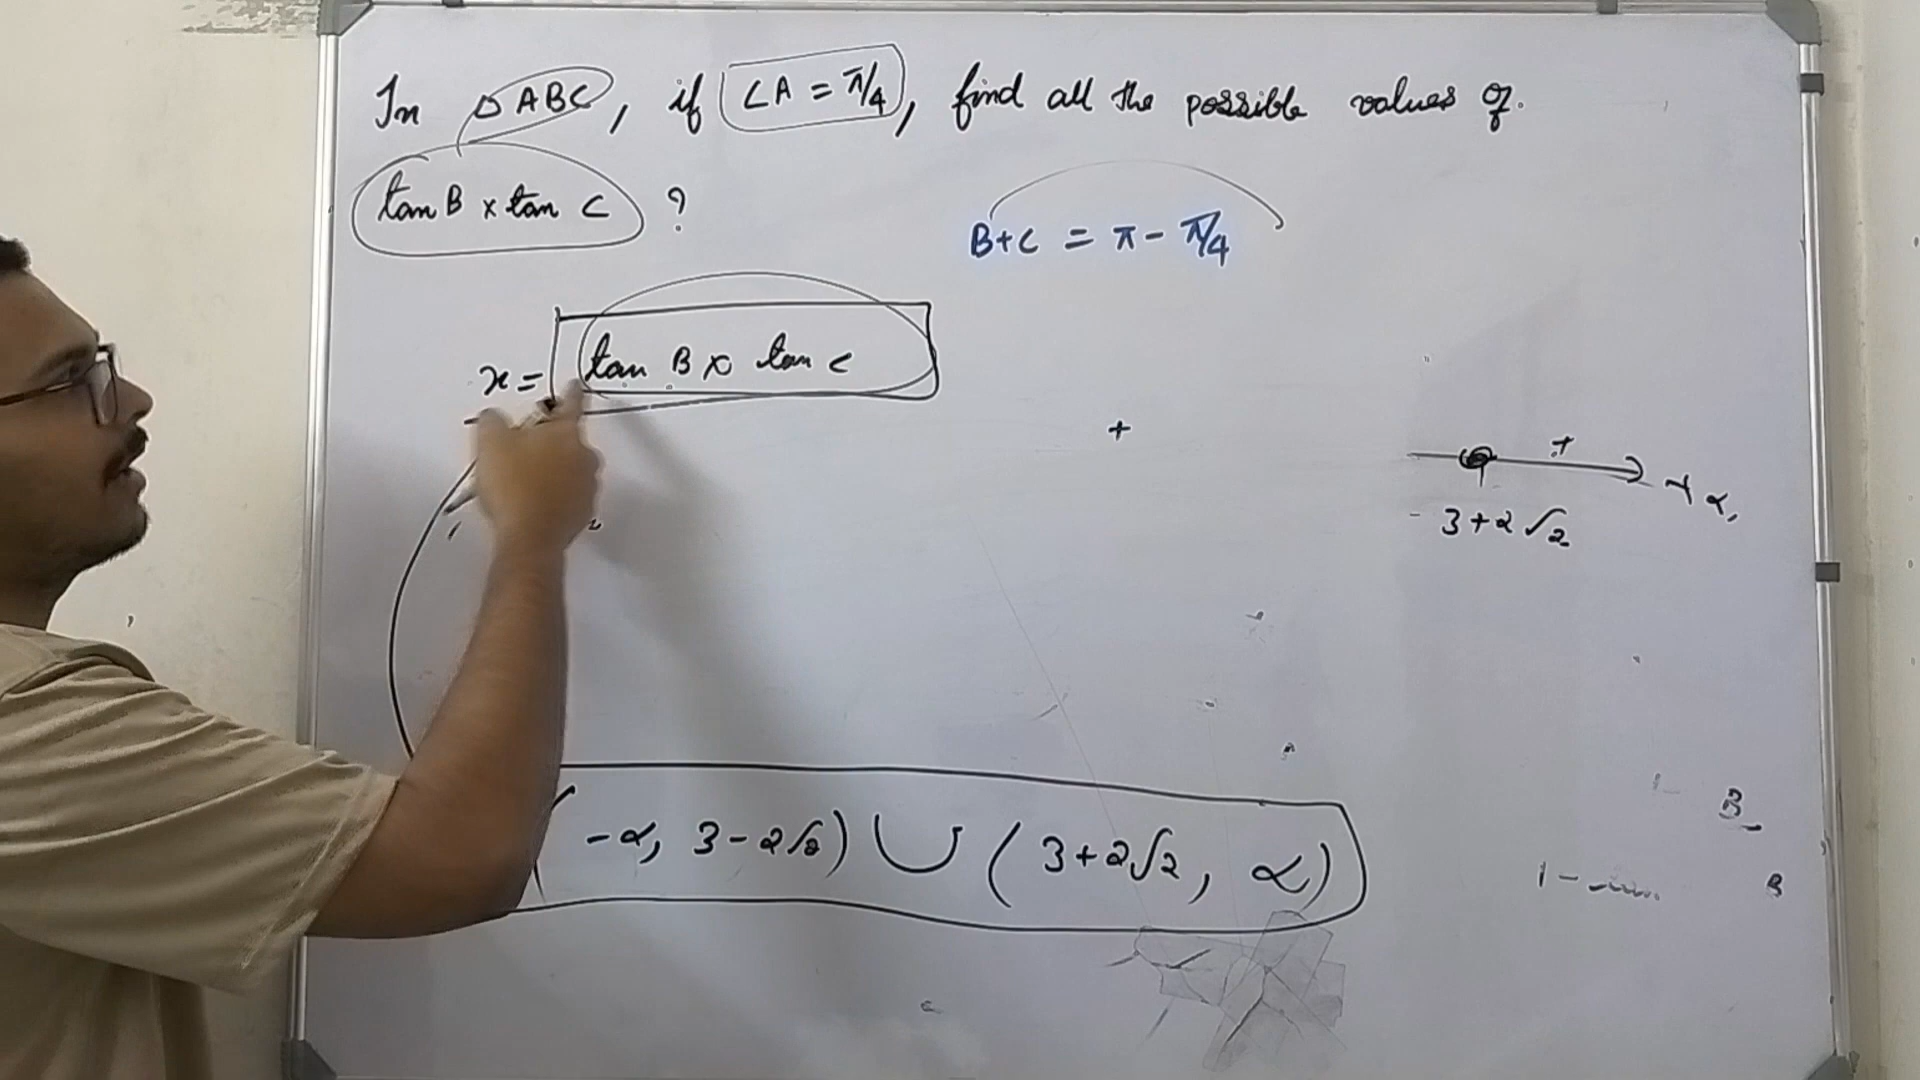 In △ABC, if ∠A = π/4, find all the possible values of.
tan B × tan C ?
B+C = π - π/4
x = tan B × tan C
+
+
- 3+2√2
(-α, 3-2√2) ∪ (3+2√2, α)
B
1-
B